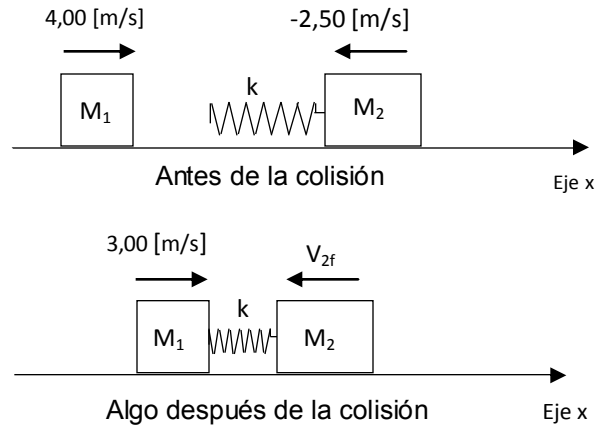 4,00 [m/s]
-2,50 [m/s]
k
M₁
M₂
Antes de la colisión
Eje x
3,00 [m/s]
V₂f
k
M₁
M₂
Algo después de la colisión
Eje x